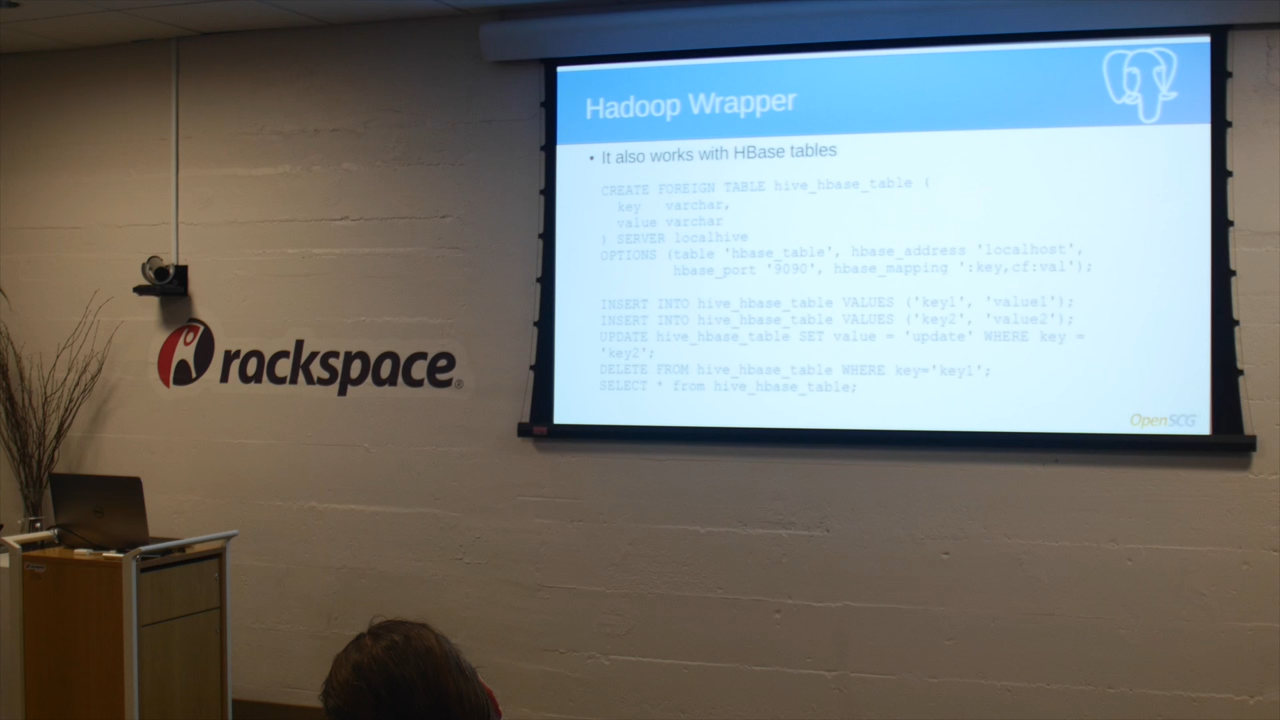 Hadoop Wrapper
• It also works with HBase tables
CREATE FOREIGN TABLE hive_hbase_table (
key varchar,
value varchar
) SERVER localhive
OPTIONS (table 'hbase_table', hbase_address 'localhost',
hbase_port '9090', hbase_mapping ':key,cf:val');
INSERT INTO hive_hbase_table VALUES ('key1', 'value1');
INSERT INTO hive_hbase_table VALUES ('key2', 'value2');
UPDATE hive_hbase_table SET value = 'update' WHERE key =
'key2';
DELETE FROM hive_hbase_table WHERE key='key1';
SELECT * from hive_hbase_table;
OpenSCG
rackspace®